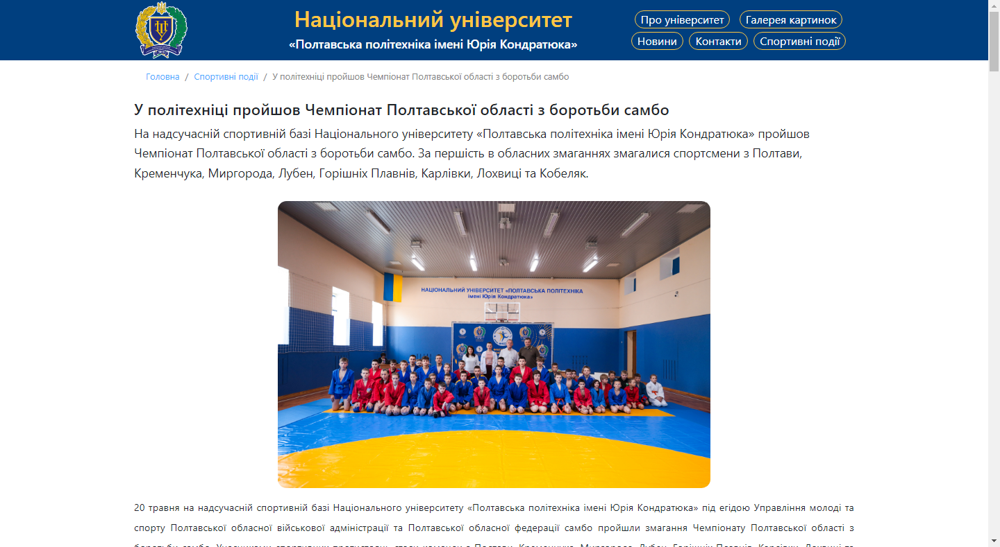 Національний університет
«Полтавська політехніка імені Юрія Кондратюка»
Про університет
Галерея картинок
Новини
Контакти
Спортивні події
Головна / Спортивні події / У політехніці пройшов Чемпіонат Полтавської області з боротьби самбо
У політехніці пройшов Чемпіонат Полтавської області з боротьби самбо
На надсучасній спортивній базі Національного університету «Полтавська політехніка імені Юрія Кондратюка» пройшов
Чемпіонат Полтавської області з боротьби самбо. За першість в обласних змаганнях змагалися спортсмени з Полтави,
Кременчука, Миргорода, Лубен, Горішніх Плавнів, Карлівки, Лохвиці та Кобеляк.
НАЦІОНАЛЬНИЙ УНІВЕРСИТЕТ «ПОЛТАВСЬКА ПОЛІТЕХНІКА
імені Юрія Кондратюка»
20 травня на надсучасній спортивній базі Національного університету «Полтавська політехніка імені Юрія Кондратюка» під егідою Управління молоді та
спорту Полтавської обласної військової адміністрації та Полтавської обласної федерації самбо пройшли змагання Чемпіонату Полтавської області з